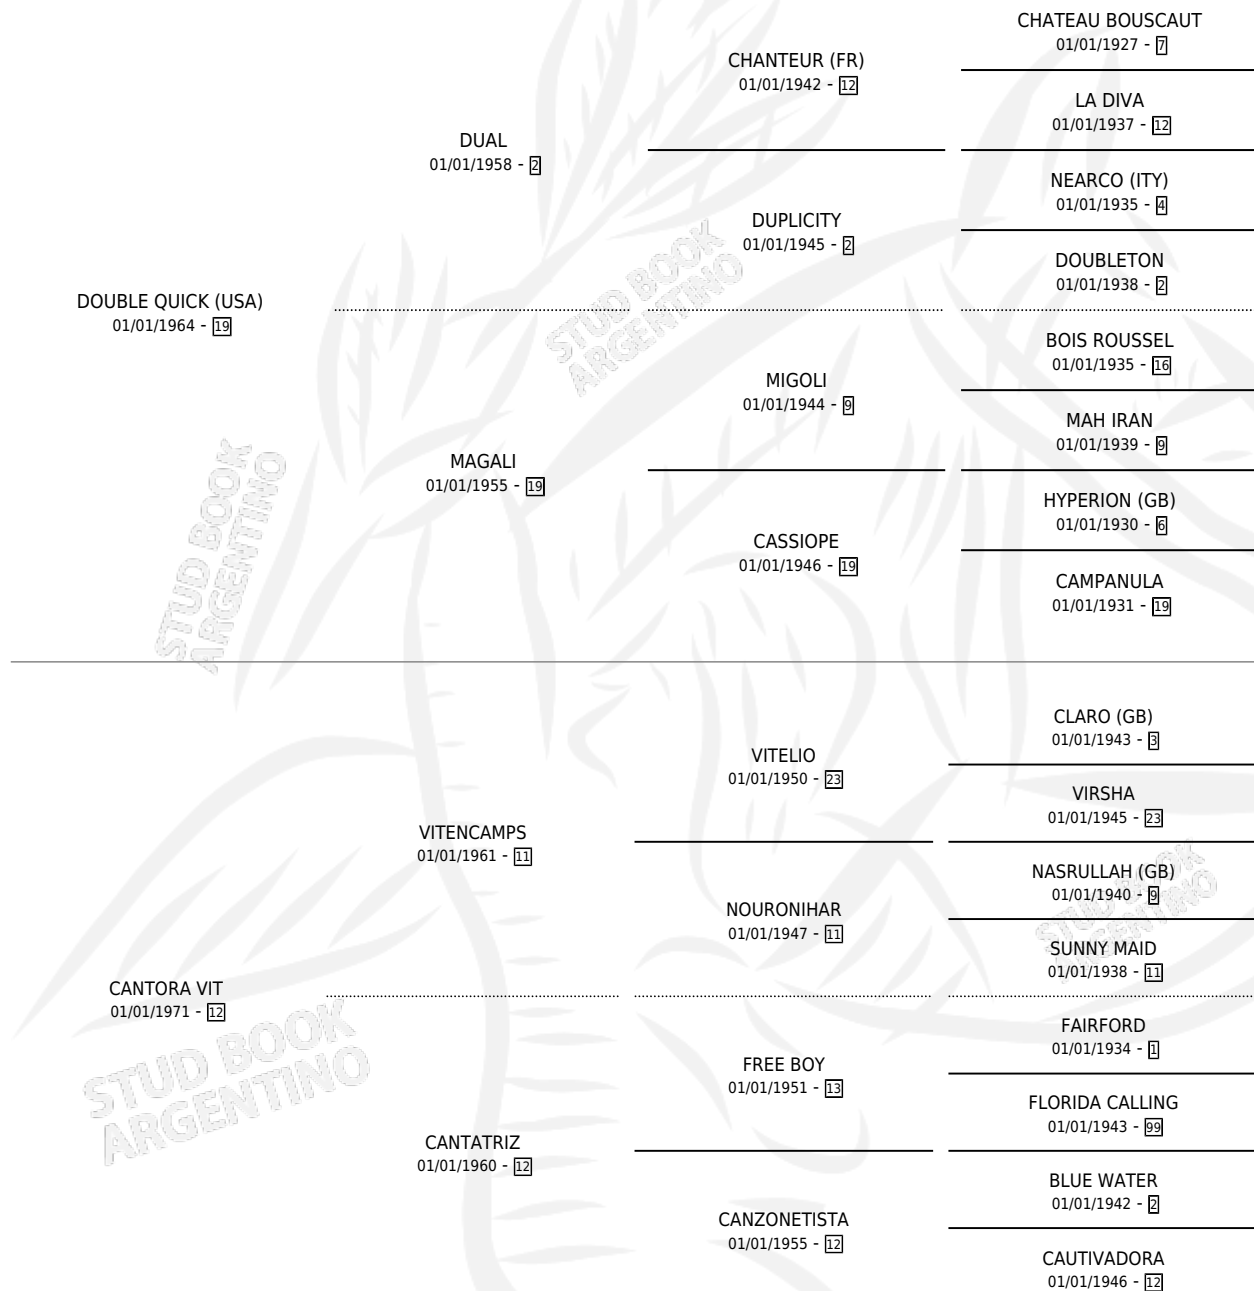 CHATEAU BOUSCAUT
01/01/1927 - 7
CHANTEUR (FR)
01/01/1942 - 12
LA DIVA
01/01/1937 - 12
DUAL
01/01/1958 - 2
NEARCO (ITY)
01/01/1935 - 4
DUPLICITY
01/01/1945 - 2
DOUBLETON
01/01/1938 - 2
DOUBLE QUICK (USA)
01/01/1964 - 19
BOIS ROUSSEL
01/01/1935 - 16
MIGOLI
01/01/1944 - 9
MAH IRAN
01/01/1939 - 9
MAGALI
01/01/1955 - 19
HYPERION (GB)
01/01/1930 - 6
CASSIOPE
01/01/1946 - 19
CAMPANULA
01/01/1931 - 19
CLARO (GB)
01/01/1943 - 3
VITELIO
01/01/1950 - 23
VIRSHA
01/01/1945 - 23
VITENCAMPS
01/01/1961 - 11
NASRULLAH (GB)
01/01/1940 - 9
NOURONIHAR
01/01/1947 - 11
SUNNY MAID
01/01/1938 - 11
CANTORA VIT
01/01/1971 - 12
FAIRFORD
01/01/1934 - 1
FREE BOY
01/01/1951 - 13
FLORIDA CALLING
01/01/1943 - 99
CANTATRIZ
01/01/1960 - 12
BLUE WATER
01/01/1942 - 2
CANZONETISTA
01/01/1955 - 12
CAUTIVADORA
01/01/1946 - 12
STUD BOOK
ARGENTINO
STUD BOOK
ARGENTINO
STUD BOOK
ARGENTINO
STUD BOOK
ARGENTINO